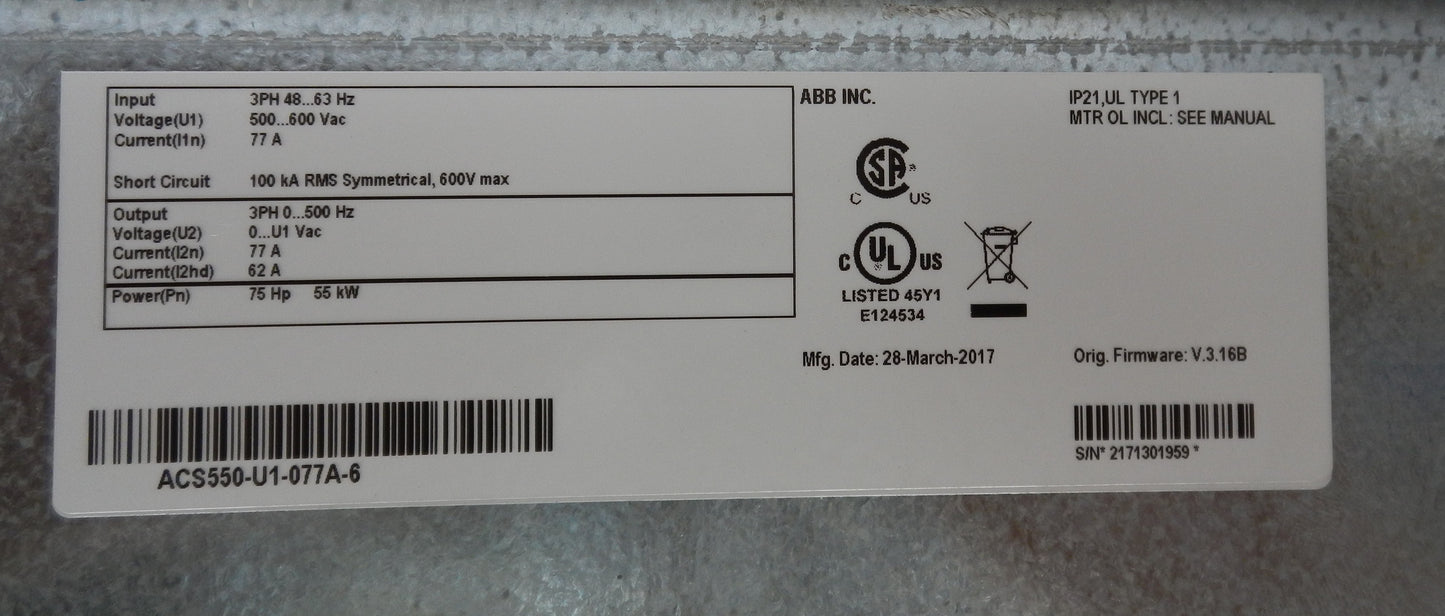 Input 3PH 48...63 Hz
Voltage(U1) 500...600 Vac
Current(I1n) 77 A
Short Circuit 100 kA RMS Symmetrical, 600V max
Output 3PH 0...500 Hz
Voltage(U2) 0...U1 Vac
Current(I2n) 77 A
Current(I2hd) 62 A
Power(Pn) 75 Hp 55 kW
ABB INC.
IP21,UL TYPE 1
MTR OL INCL: SEE MANUAL
SA®
C US
C UL US
LISTED 45Y1
E124534
Mfg. Date: 28-March-2017
Orig. Firmware: V.3.16B
ACS550-U1-077A-6
S/N* 2171301959 *